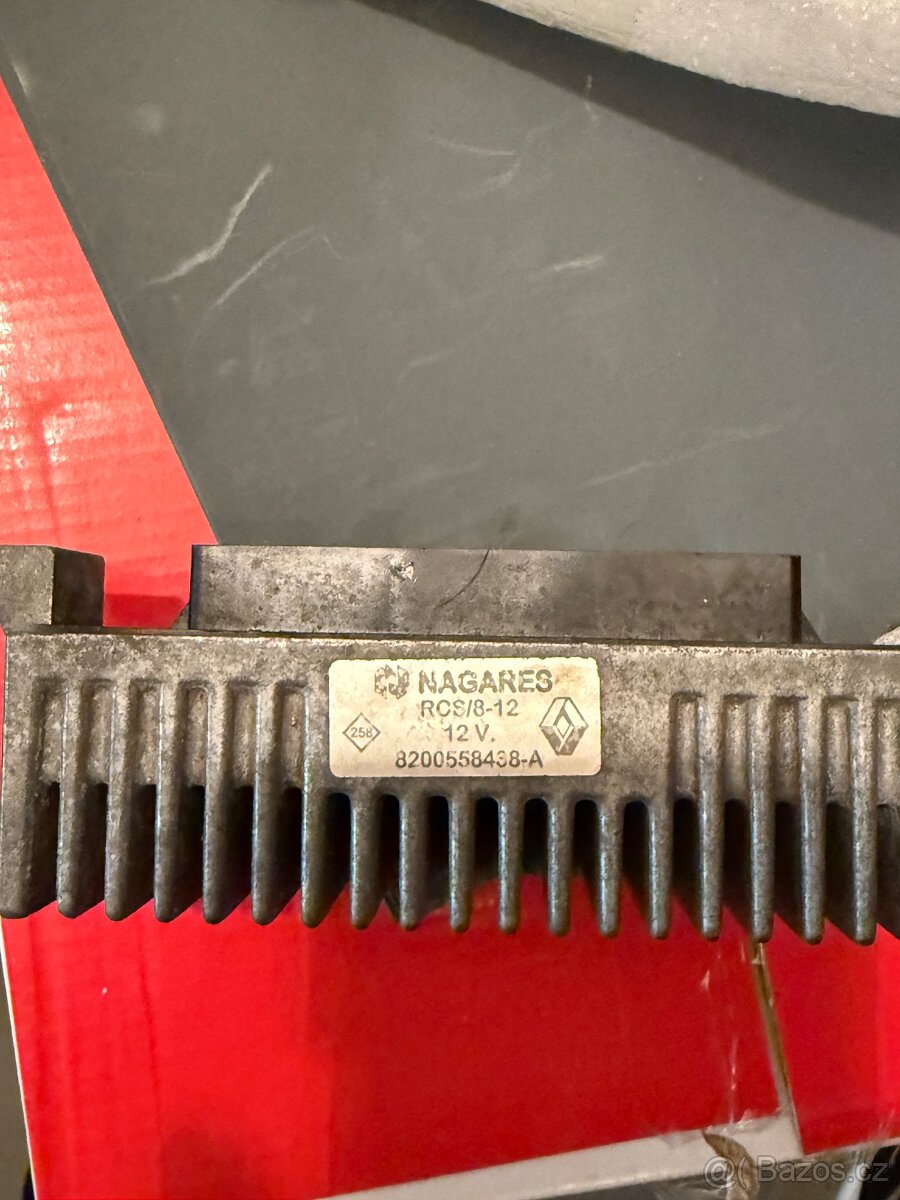 NAGARES
RCS/8-12
258
12 V.
8200558438-A
@( Bazos.cz